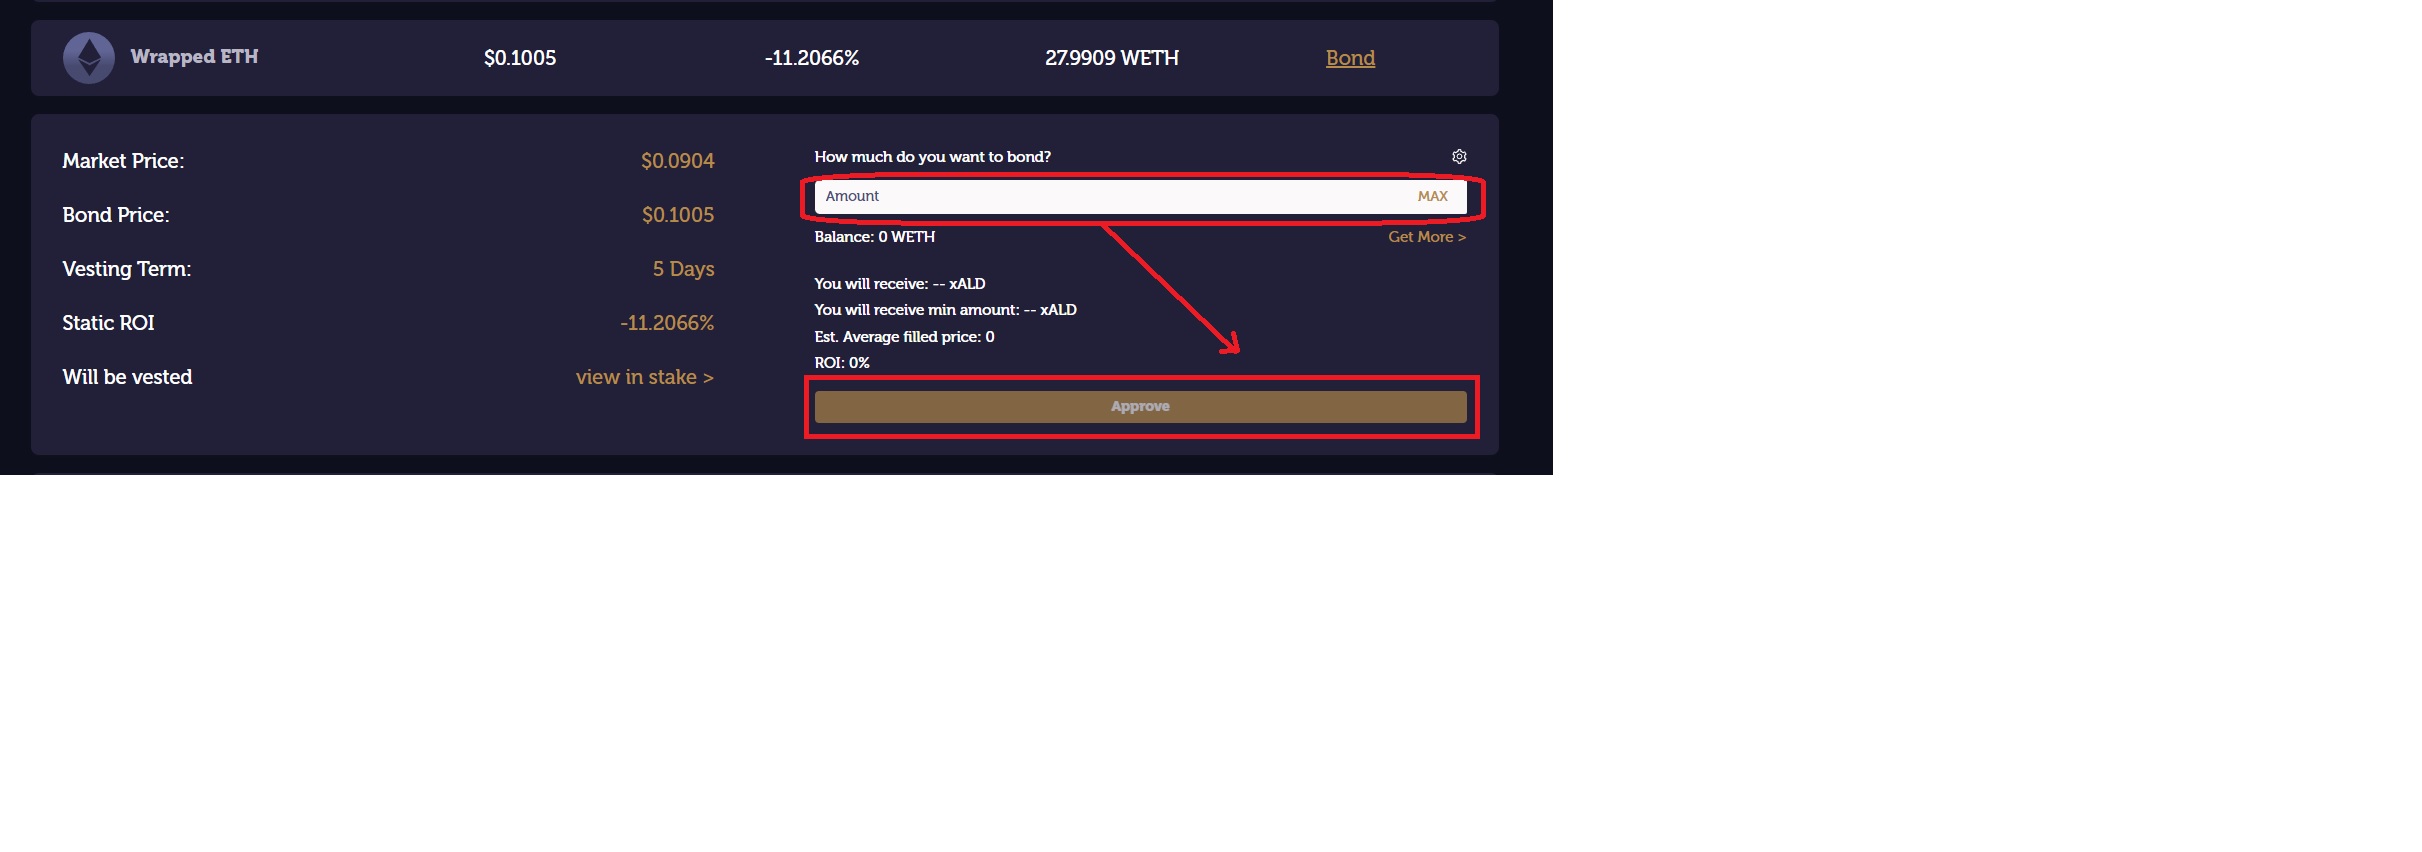 Wrapped ETH $0.1005 -11.2066% 27.9909 WETH Bond
Market Price: $0.0904
Bond Price: $0.1005
Vesting Term: 5 Days
Static ROI -11.2066%
Will be vested view in stake >
How much do you want to bond?
Amount MAX
Balance: 0 WETH Get More >
You will receive: -- xALD
You will receive min amount: -- xALD
Est. Average filled price: 0
ROI: 0%
Approve